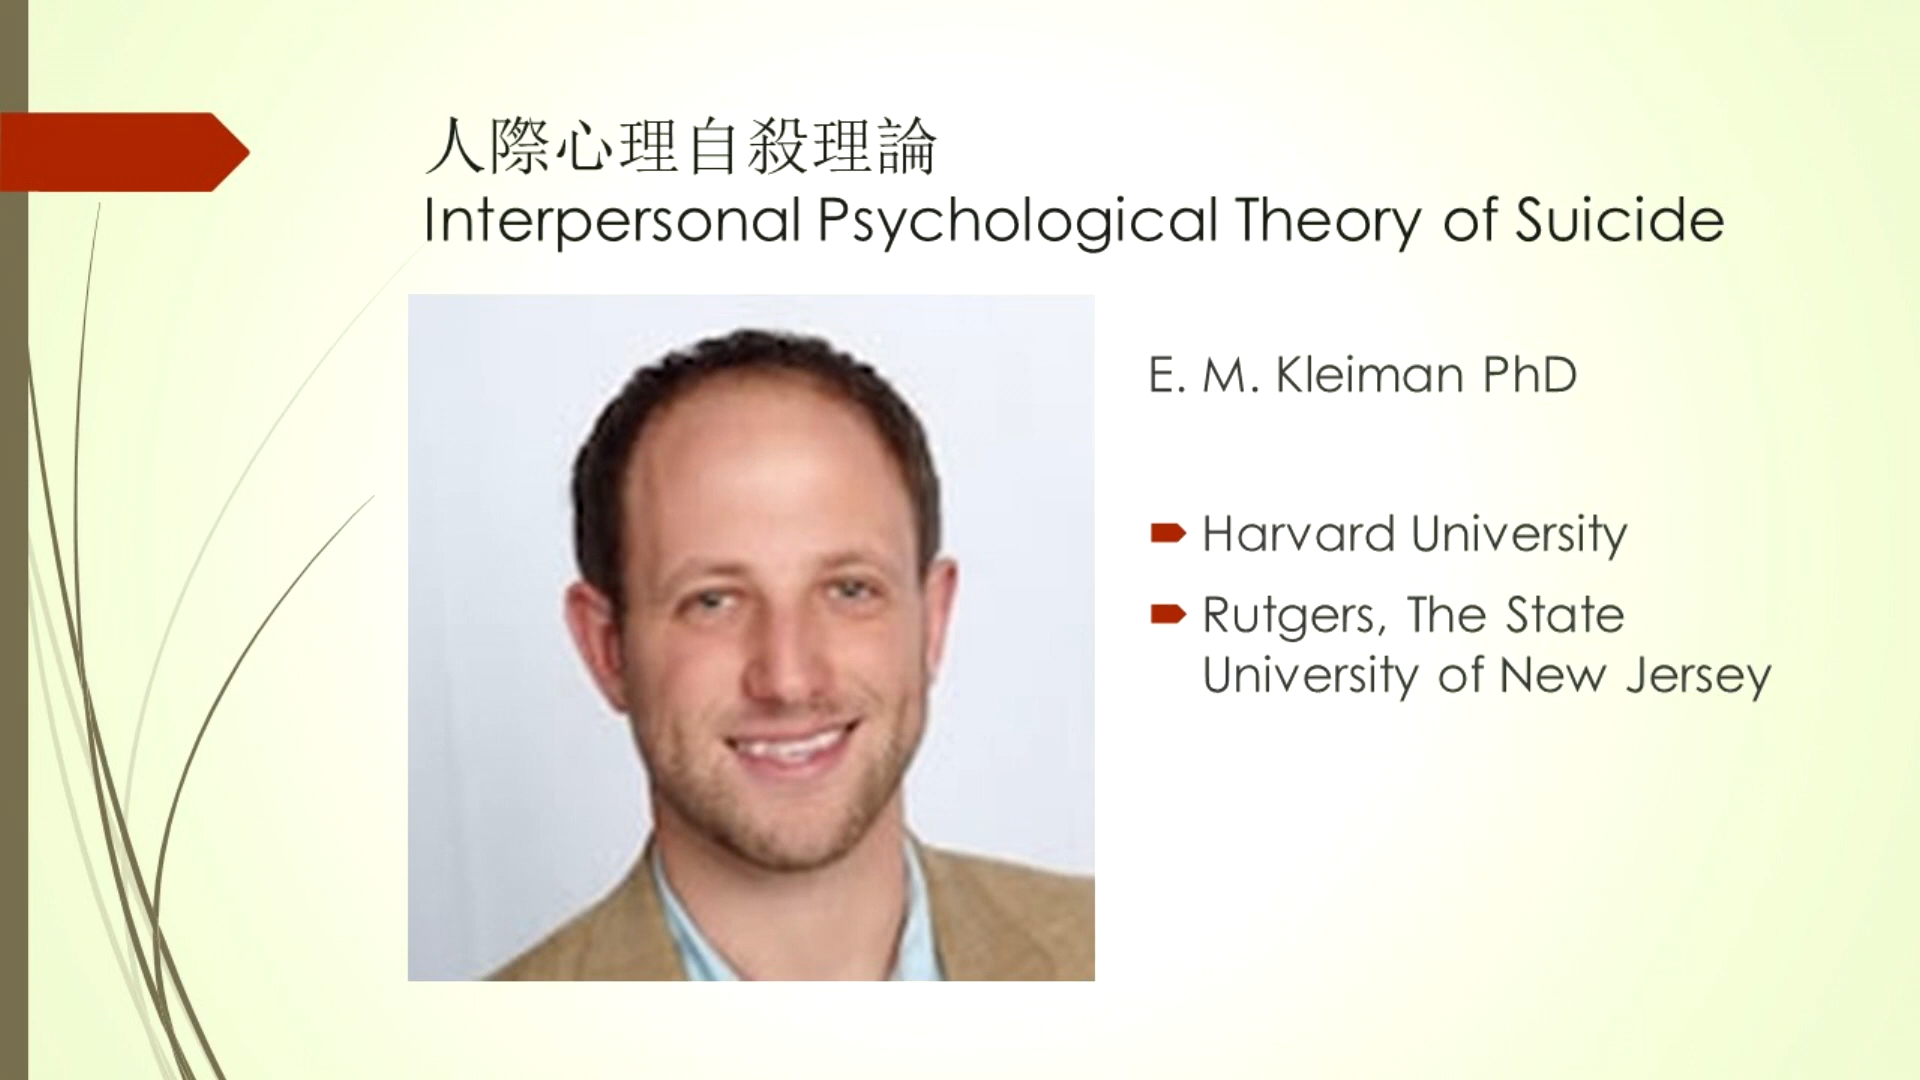 人際心理自殺理論
Interpersonal Psychological Theory of Suicide
E. M. Kleiman PhD
Harvard University
Rutgers, The State
University of New Jersey